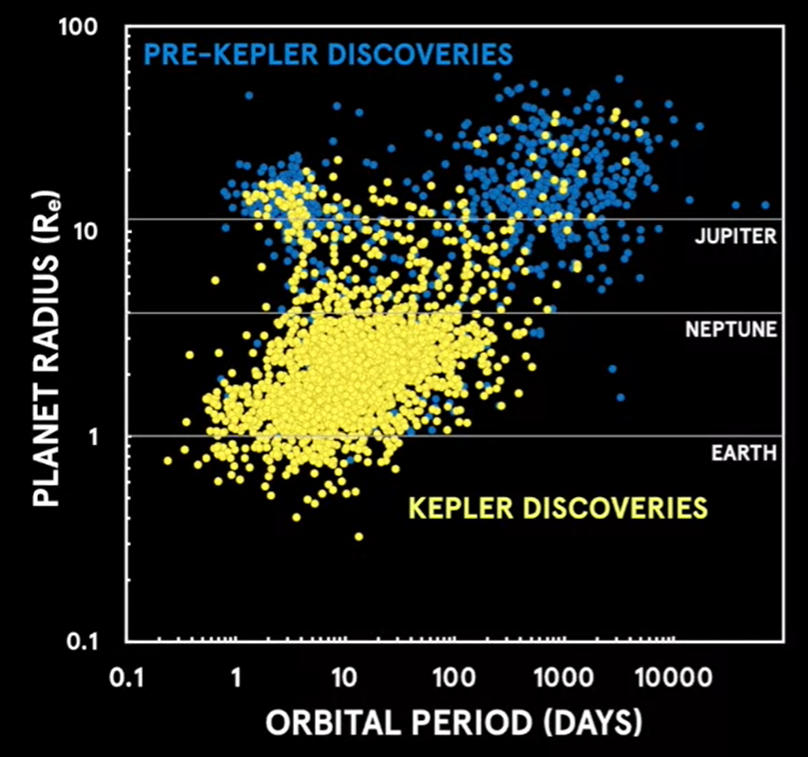 100
PRE-KEPLER DISCOVERIES
10
JUPITER
NEPTUNE
1
EARTH
KEPLER DISCOVERIES
0.1
PLANET RADIUS (Re)
0.1 1 10 100 1000 10000
ORBITAL PERIOD (DAYS)